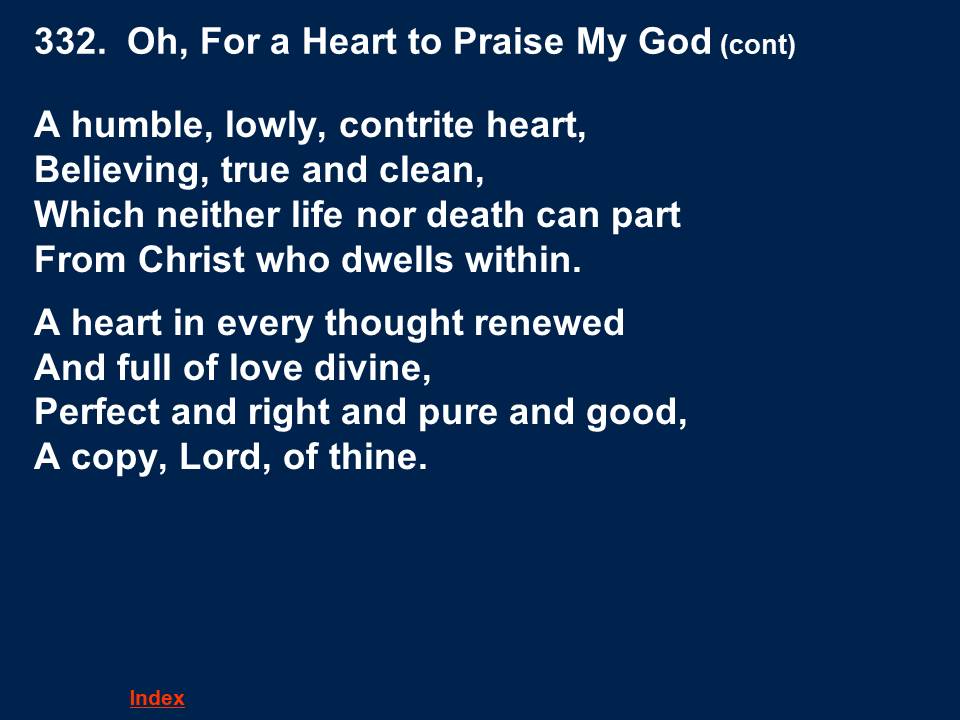 332. Oh, For a Heart to Praise My God (cont)
A humble, lowly, contrite heart,
Believing, true and clean,
Which neither life nor death can part
From Christ who dwells within.
A heart in every thought renewed
And full of love divine,
Perfect and right and pure and good,
A copy, Lord, of thine.
Index